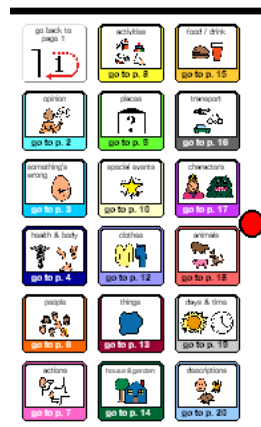 go back to
page 1
1
activities
go to p. 8
food / drink
go to p. 15
opinion
go to p. 2
places
?
go to p. 9
transport
go to p. 16
something's
wrong
go to p. 3
special events
go to p. 10
characters
go to p. 17
health & body
go to p. 4
clothes
go to p. 12
animals
go to p. 18
people
go to p. 6
things
go to p. 13
days & time
go to p. 19
actions
go to p. 7
house & garden
go to p. 14
descriptions
go to p. 20